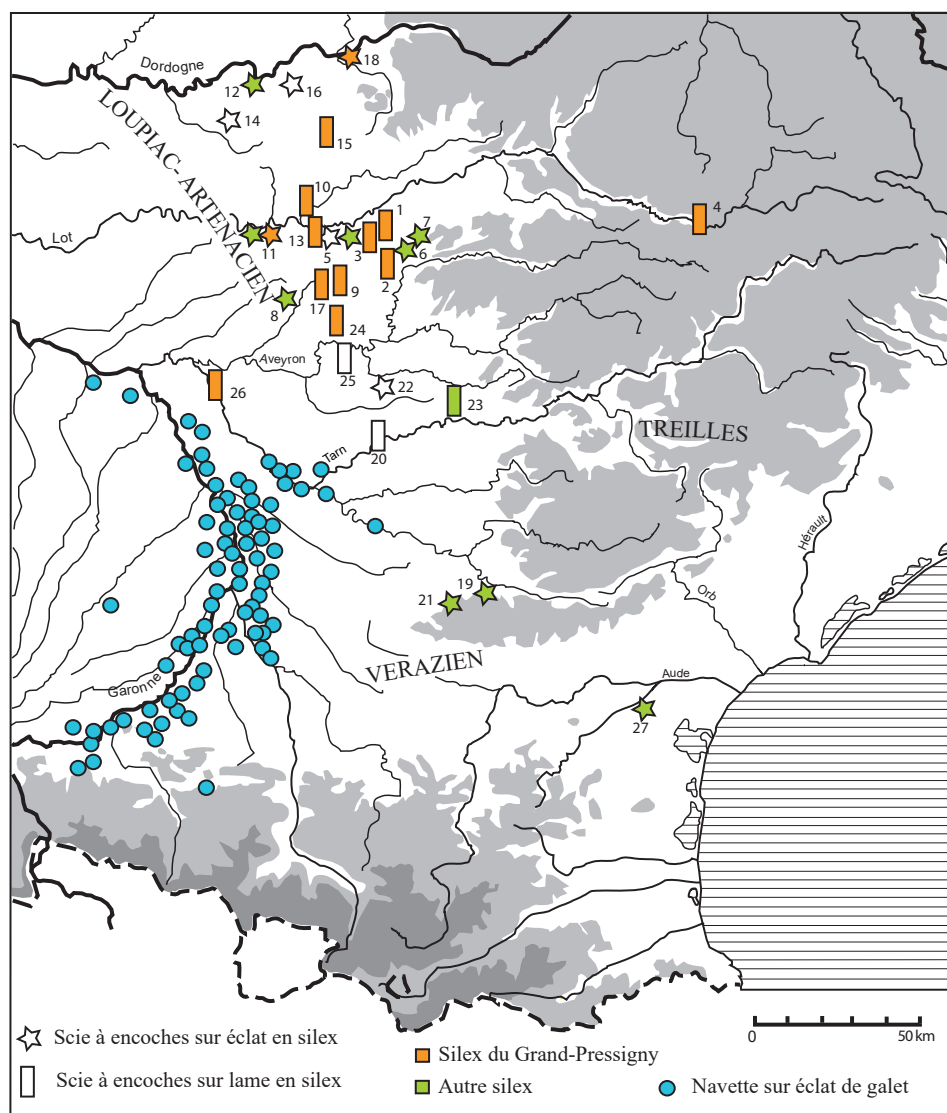 Dordogne
18
12
16
14
LOUPIAC-ARTENACIEN
15
10
1
7
4
Lot
11
13
5
3
6
2
8
17
9
24
Aveyron
25
22
26
23
TREILLES
20
Tarn
Hérault
19
21
Orb
VERAZIEN
Garonne
Aude
27
Scie à encoches sur éclat en silex
Scie à encoches sur lame en silex
Silex du Grand-Pressigny
Autre silex
Navette sur éclat de galet
0 50 km